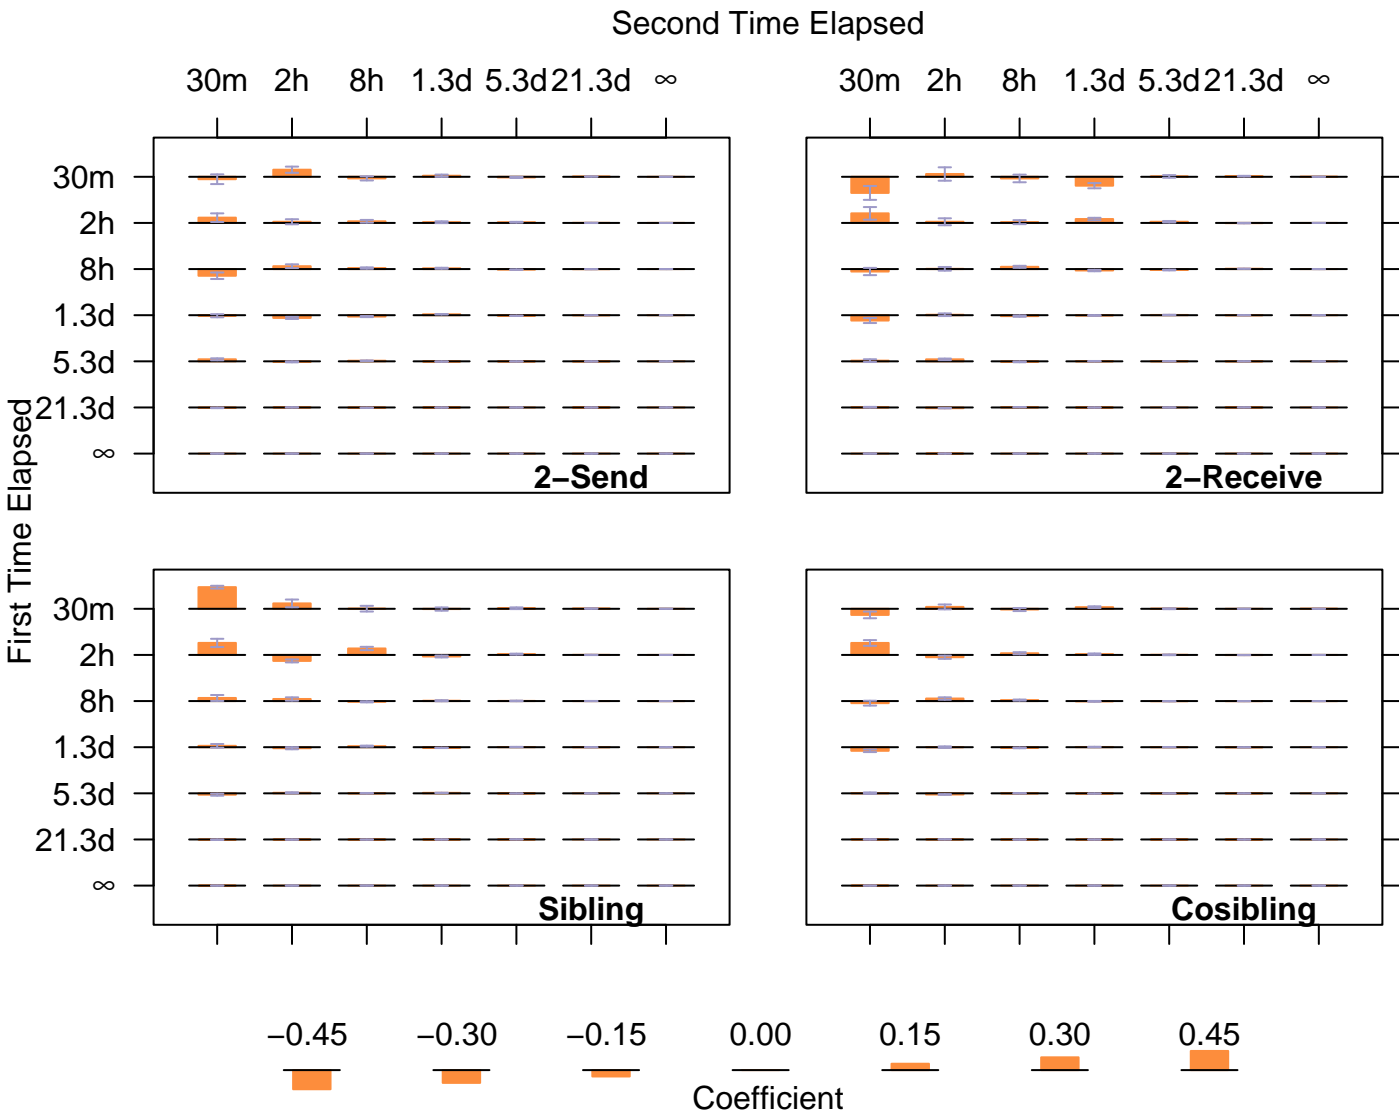 Second Time Elapsed
30m 2h 8h 1.3d 5.3d 21.3d ∞ 30m 2h 8h 1.3d 5.3d 21.3d ∞
First Time Elapsed
30m
2h
8h
1.3d
5.3d
21.3d
∞
2−Send 2−Receive
30m
2h
8h
1.3d
5.3d
21.3d
∞
Sibling Cosibling
−0.45 −0.30 −0.15 0.00 0.15 0.30 0.45
Coefficient